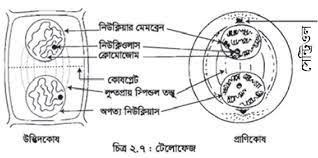 নিউক্লিয়ার মেমব্রেন
নিউক্লিওলাস
ক্রোমোজোম
কোষপ্লেট
লুপ্তপ্রায় স্পিন্ডল তন্তু
অপত্য নিউক্লিয়াস
সেন্ট্রিওল
উদ্ভিদকোষ
প্রাণিকোষ
চিত্র ২.৭ : টেলোফেজ